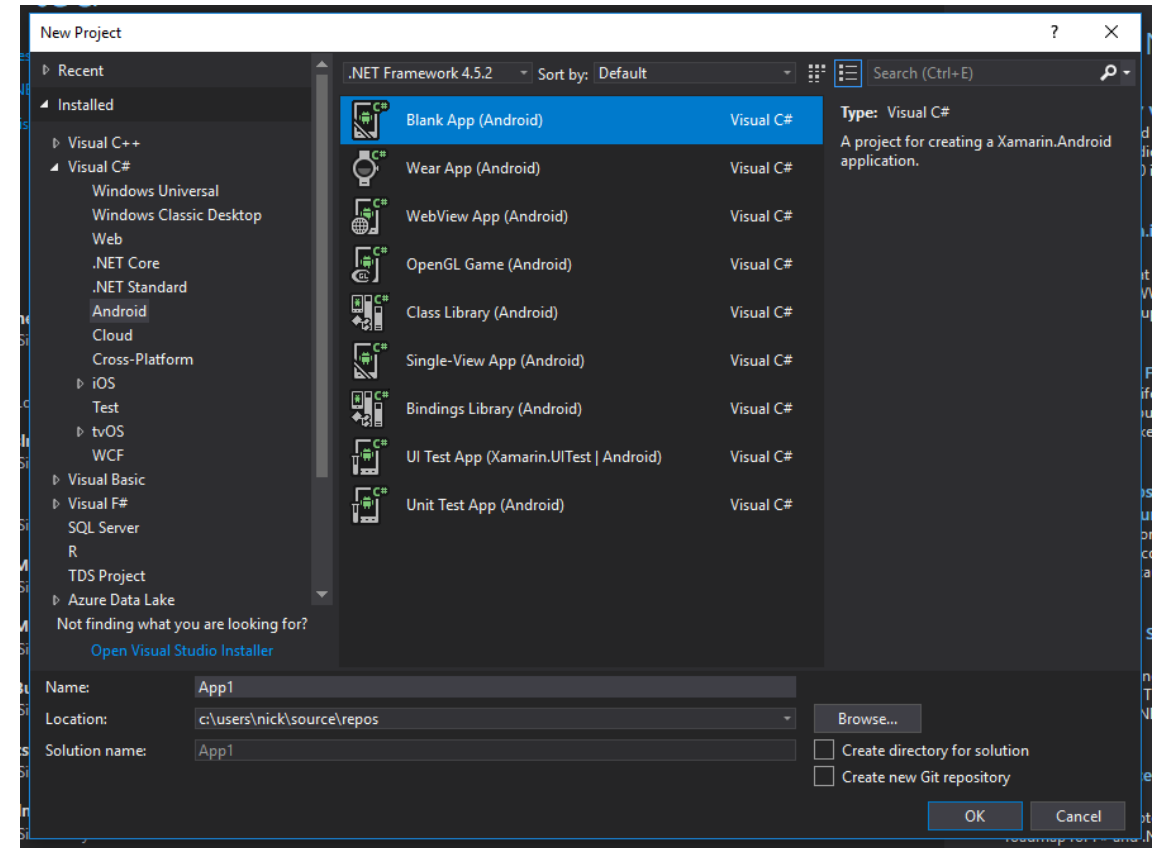 New Project
?
Recent
Installed
Visual C++
Visual C#
Windows Universal
Windows Classic Desktop
Web
.NET Core
.NET Standard
Android
Cloud
Cross-Platform
iOS
Test
tvOS
WCF
Visual Basic
Visual F#
SQL Server
R
TDS Project
Azure Data Lake
Not finding what you are looking for?
Open Visual Studio Installer
.NET Framework 4.5.2 Sort by: Default
Search (Ctrl+E)
Blank App (Android) Visual C#
Wear App (Android) Visual C#
WebView App (Android) Visual C#
OpenGL Game (Android) Visual C#
Class Library (Android) Visual C#
Single-View App (Android) Visual C#
Bindings Library (Android) Visual C#
UI Test App (Xamarin.UITest | Android) Visual C#
Unit Test App (Android) Visual C#
Type: Visual C#
A project for creating a Xamarin.Android
application.
Name: App1
Location: c:\users\nick\source\repos
Browse...
Solution name: App1
Create directory for solution
Create new Git repository
OK Cancel